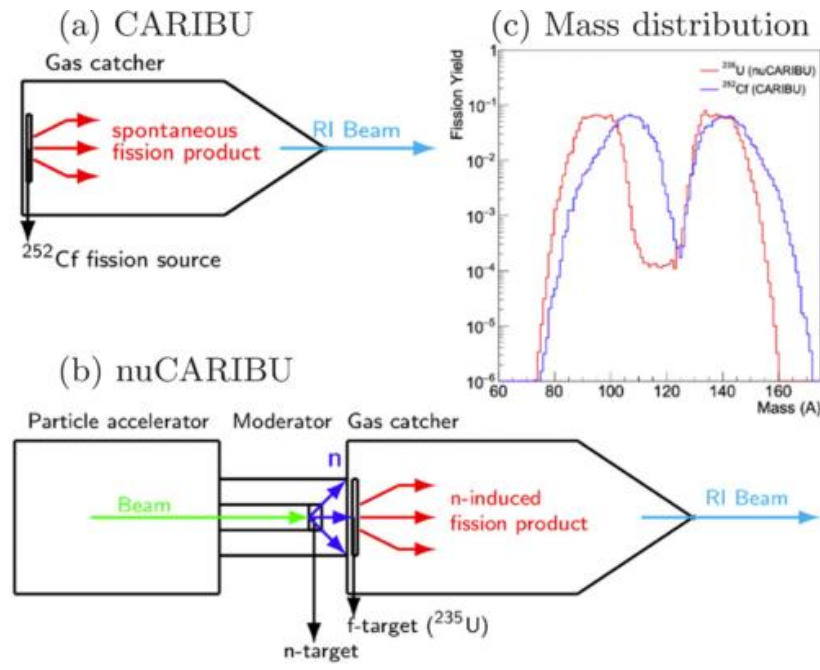 (a) CARIBU
Gas catcher
spontaneous
fission product
RI Beam
²⁵²Cf fission source
(c) Mass distribution
Fission Yield
1
10⁻¹
10⁻²
10⁻³
10⁻⁴
10⁻⁵
10⁻⁶
²³⁵U (nuCARIBU)
²⁵²Cf (CARIBU)
60 80 100 120 140 160
Mass (A)
(b) nuCARIBU
Particle accelerator Moderator Gas catcher
n
Beam
n-induced
fission product
RI Beam
f-target (²³⁵U)
n-target